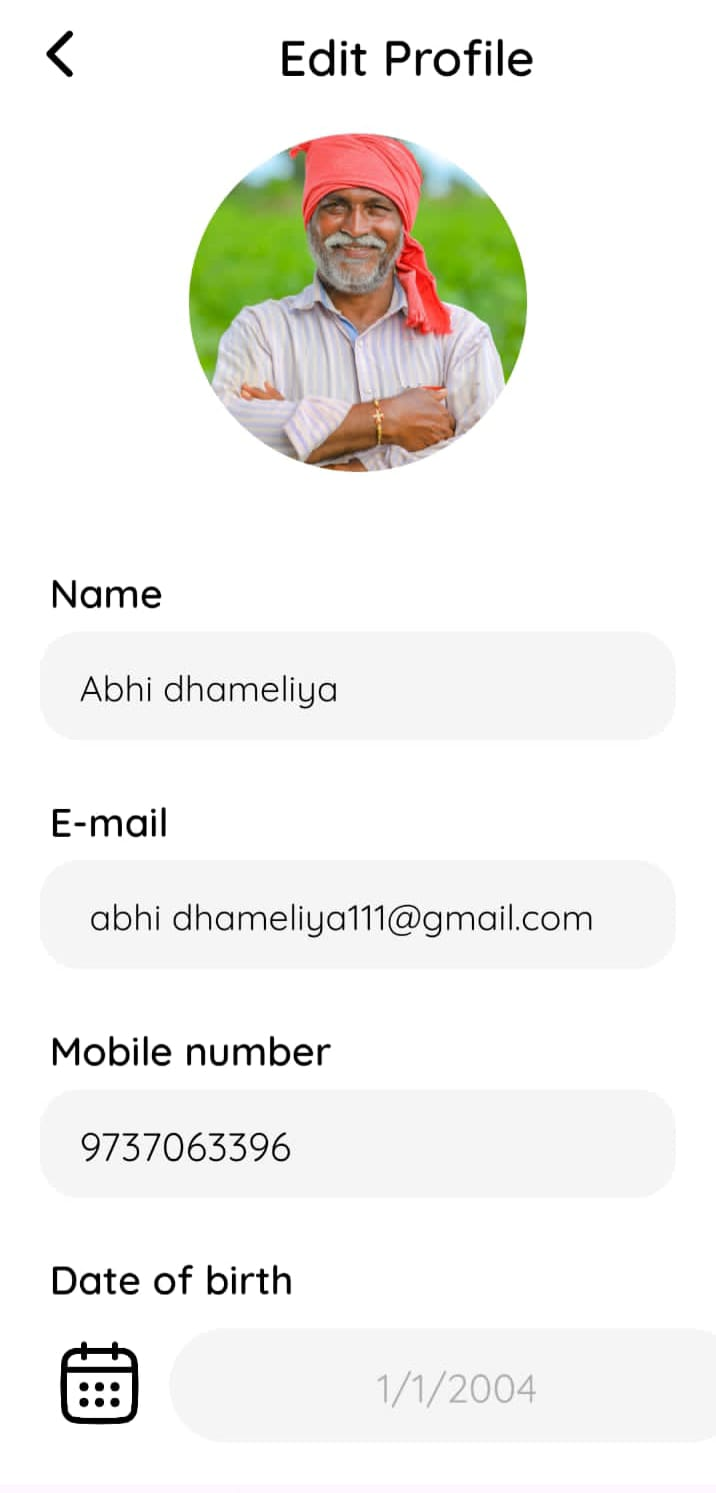 Edit Profile
Name
Abhi dhameliya
E-mail
abhi dhameliya111@gmail.com
Mobile number
9737063396
Date of birth
1/1/2004